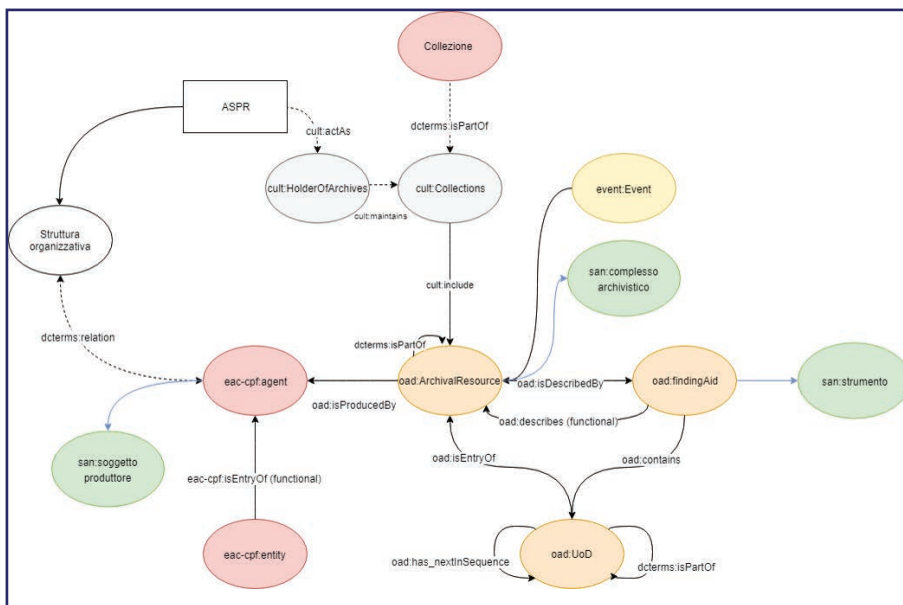 Collezione
ASPR
cult:actAs
dcterms:isPartOf
cult:HolderOfArchives
cult:maintains
cult:Collections
event:Event
Struttura
organizzativa
san:complesso
archivistico
cult:include
dcterms:relation
dcterms:isPartOf
eac-cpf:agent
oad:isProducedBy
oad:ArchivalResource
oad:isDescribedBy
oad:findingAid
san:strumento
oad:describes (functional)
san:soggetto
produttore
eac-cpf:isEntryOf (functional)
oad:isEntryOf
oad:contains
eac-cpf:entity
oad:has_nextInSequence
oad:UoD
dcterms:isPartOf